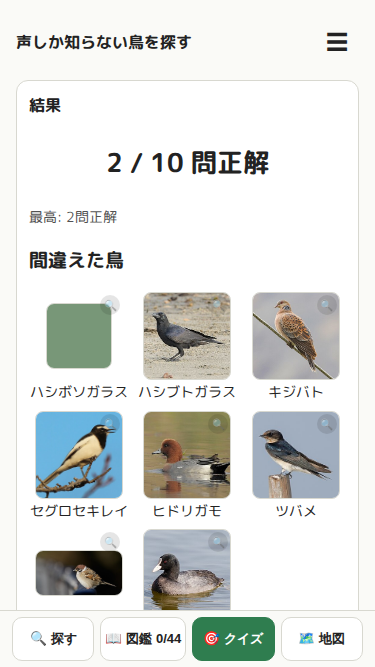 声しか知らない鳥を探す
結果
2 / 10 問正解
最高: 2問正解
間違えた鳥
ハシボソガラス ハシブトガラス キジバト
セグロセキレイ ヒドリガモ ツバメ
探す 図鑑 0/44 クイズ 地図